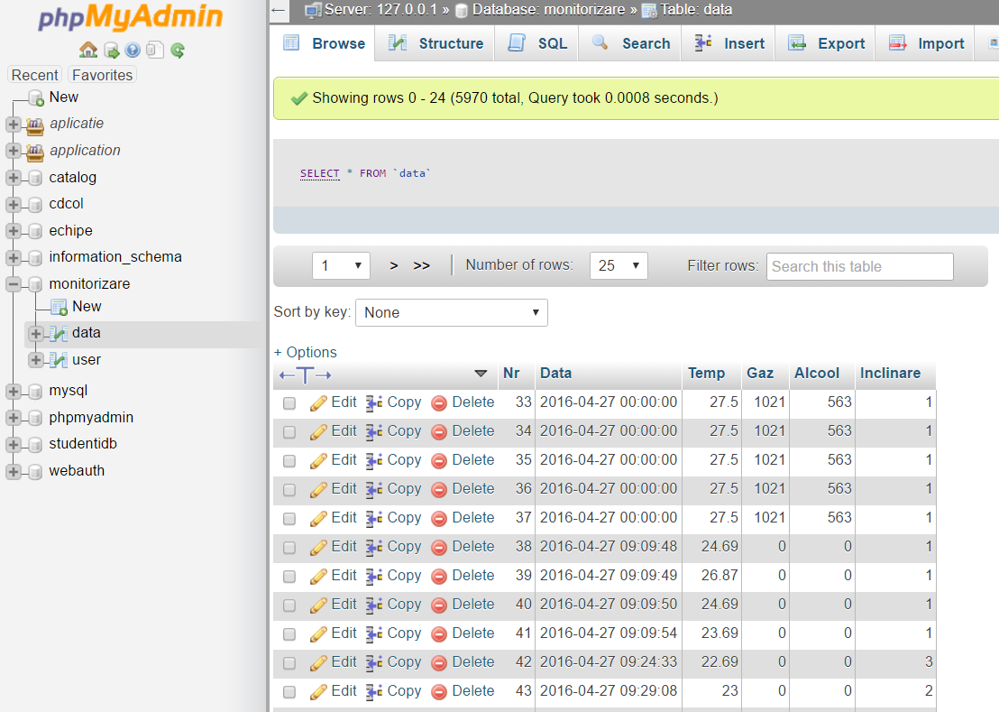 phpMyAdmin
Recent Favorites
New
aplicatie
application
catalog
cdcol
echipe
information_schema
monitorizare
New
data
user
mysql
phpmyadmin
studentidb
webauth
← Server: 127.0.0.1 » Database: monitorizare » Table: data
Browse Structure SQL Search Insert Export Import
Showing rows 0 - 24 (5970 total, Query took 0.0008 seconds.)
SELECT * FROM `data`
1 > >> Number of rows: 25 Filter rows: Search this table
Sort by key: None
+ Options
←T→ Nr Data Temp Gaz Alcool Inclinare
Edit Copy Delete 33 2016-04-27 00:00:00 27.5 1021 563 1
Edit Copy Delete 34 2016-04-27 00:00:00 27.5 1021 563 1
Edit Copy Delete 35 2016-04-27 00:00:00 27.5 1021 563 1
Edit Copy Delete 36 2016-04-27 00:00:00 27.5 1021 563 1
Edit Copy Delete 37 2016-04-27 00:00:00 27.5 1021 563 1
Edit Copy Delete 38 2016-04-27 09:09:48 24.69 0 0 1
Edit Copy Delete 39 2016-04-27 09:09:49 26.87 0 0 1
Edit Copy Delete 40 2016-04-27 09:09:50 24.69 0 0 1
Edit Copy Delete 41 2016-04-27 09:09:54 23.69 0 0 1
Edit Copy Delete 42 2016-04-27 09:24:33 22.69 0 0 3
Edit Copy Delete 43 2016-04-27 09:29:08 23 0 0 2